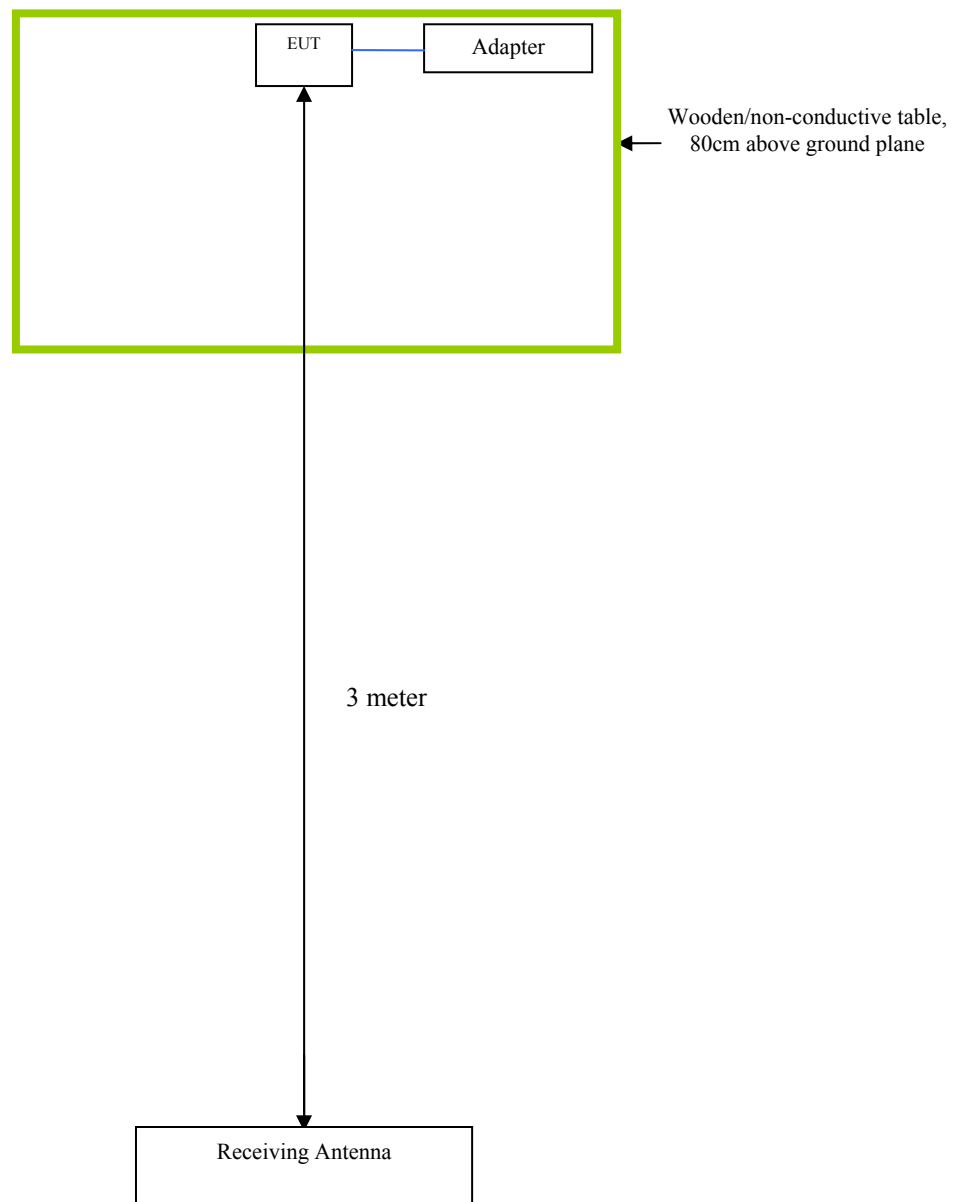 EUT
Adapter
Wooden/non-conductive table,
80cm above ground plane
3 meter
Receiving Antenna